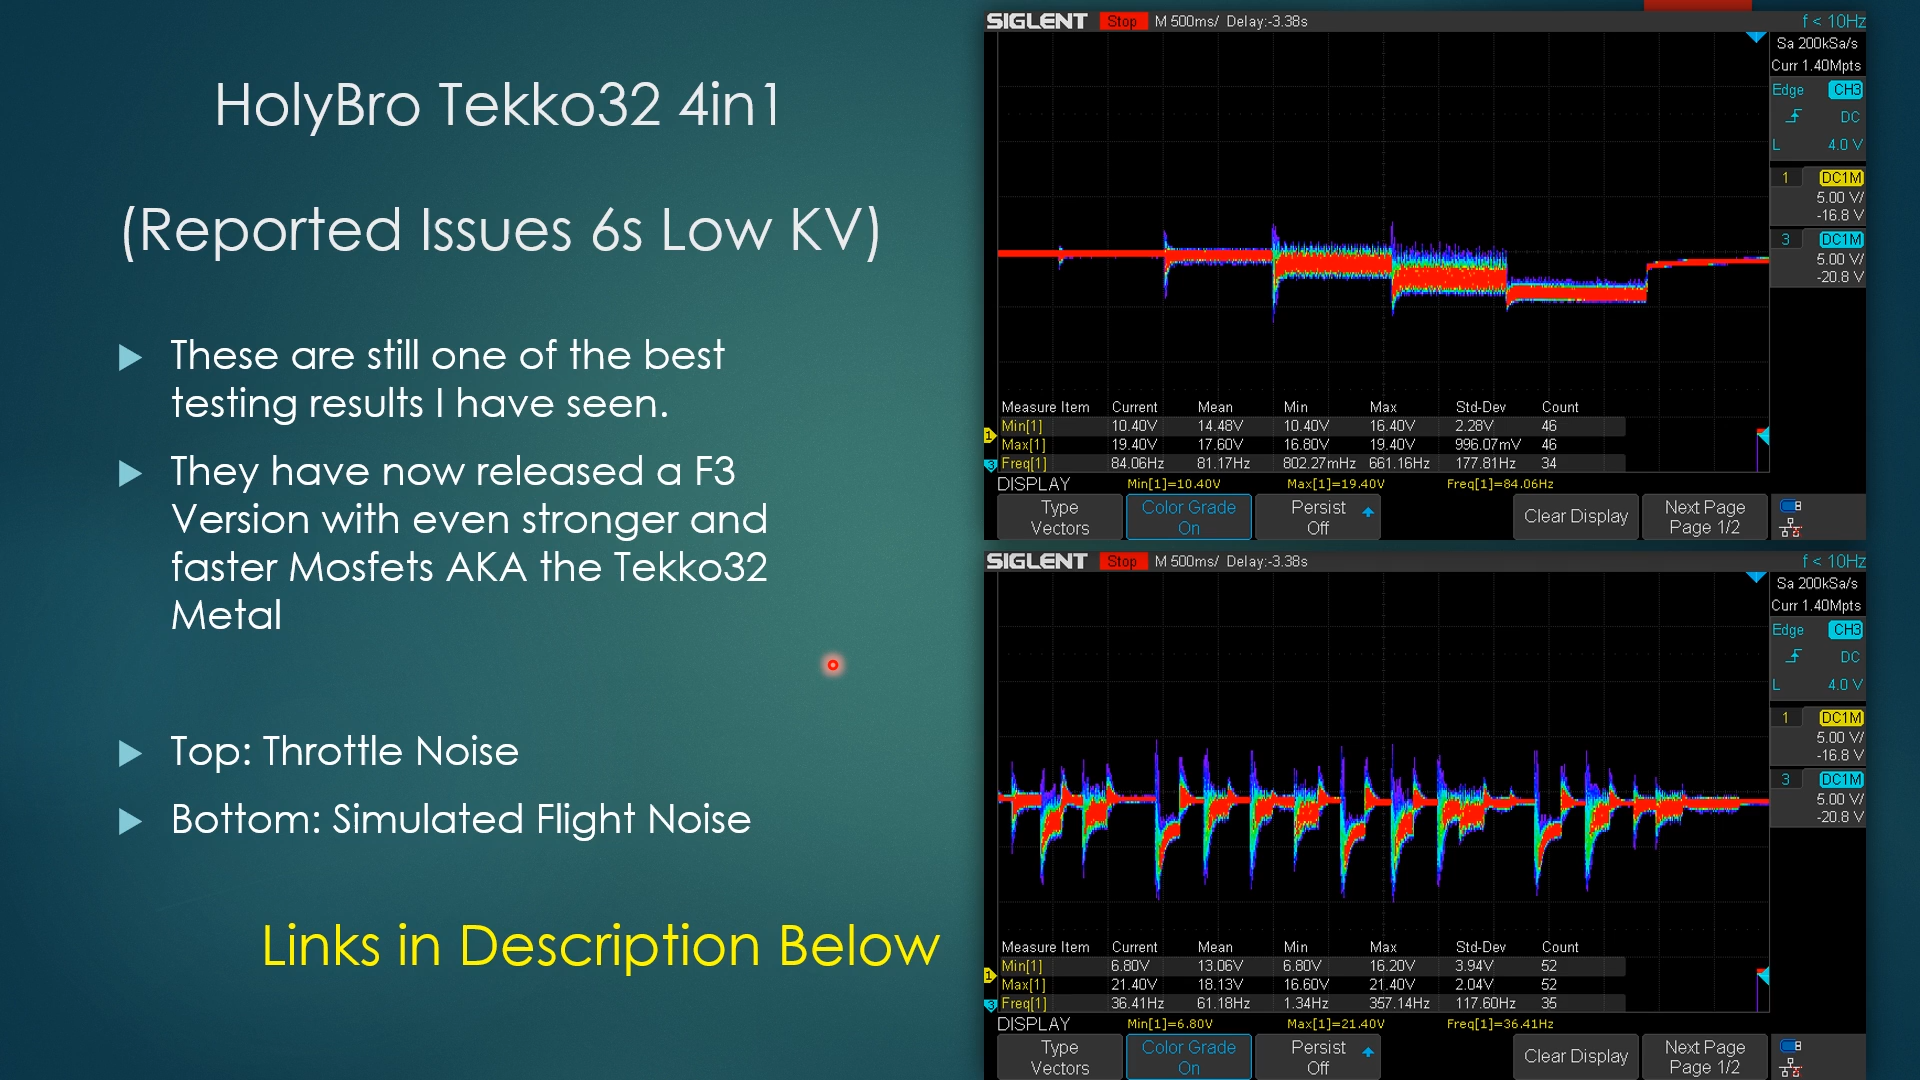 HolyBro Tekko32 4in1
(Reported Issues 6s Low KV)
These are still one of the best
testing results I have seen.
They have now released a F3
Version with even stronger and
faster Mosfets AKA the Tekko32
Metal
Top: Throttle Noise
Bottom: Simulated Flight Noise
Links in Description Below
SIGLENT Stop M 500ms/ Delay:-3.38s f < 10Hz
Sa 200kSa/s
Curr 1.40Mpts
Edge CH3
DC
L 4.0 V
1 DC1M
5.00 V/
-16.8 V
3 DC1M
5.00 V/
-20.8 V
Measure Item Current Mean Min Max Std-Dev Count
1 Min[1] 10.40V 14.48V 10.40V 16.40V 2.28V 46
Max[1] 19.40V 17.60V 16.80V 19.40V 996.07mV 46
3 Freq[1] 84.06Hz 81.17Hz 802.27mHz 661.16Hz 177.81Hz 34
DISPLAY Min[1]=10.40V Max[1]=19.40V Freq[1]=84.06Hz
Type Color Grade Persist Clear Display Next Page
Vectors On Off Page 1/2
SIGLENT Stop M 500ms/ Delay:-3.38s f < 10Hz
Sa 200kSa/s
Curr 1.40Mpts
Edge CH3
DC
L 4.0 V
1 DC1M
5.00 V/
-16.8 V
3 DC1M
5.00 V/
-20.8 V
Measure Item Current Mean Min Max Std-Dev Count
1 Min[1] 6.80V 13.06V 6.80V 16.20V 3.94V 52
Max[1] 21.40V 18.13V 16.60V 21.40V 2.04V 52
3 Freq[1] 36.41Hz 61.18Hz 1.34Hz 357.14Hz 117.60Hz 35
DISPLAY Min[1]=6.80V Max[1]=21.40V Freq[1]=36.41Hz
Type Color Grade Persist Clear Display Next Page
Vectors On Off Page 1/2